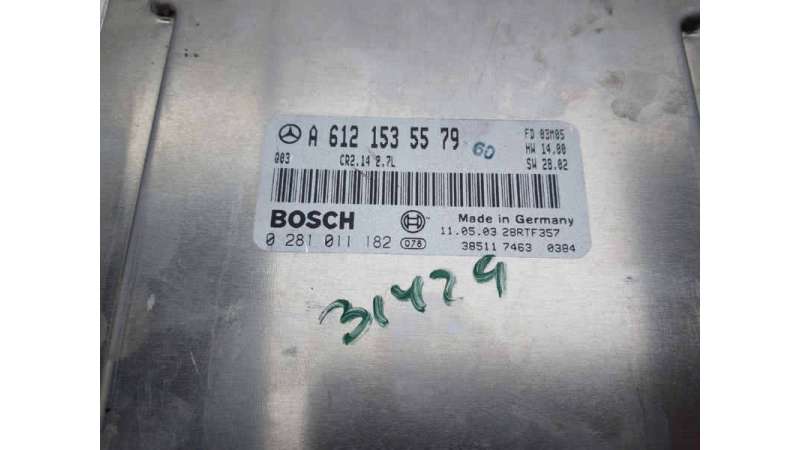 A 612 153 55 79 60
FD 03M05
Q03 CR2.14 2.7L HW 14.00
SW 28.02
BOSCH Made in Germany
11.05.03 28RTF357
0 281 011 182 078 38511 7463 0384
31429